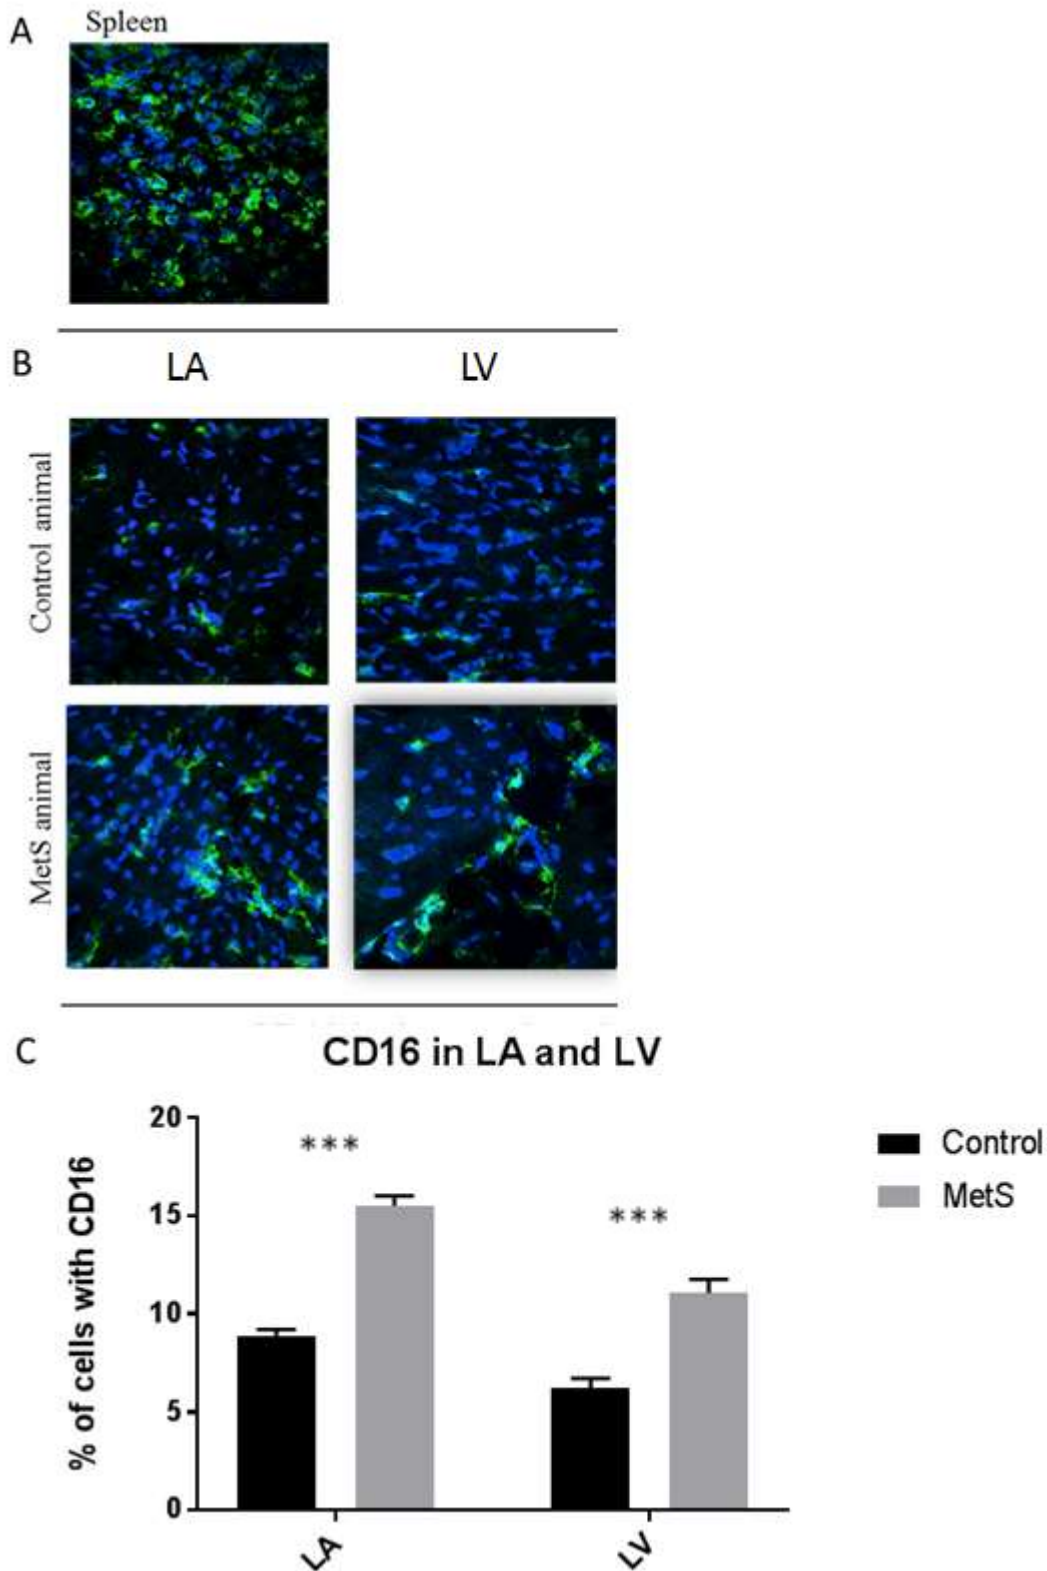 A
Spleen
B
LA
LV
Control animal
MetS animal
C
CD16 in LA and LV
% of cells with CD16
20
15
10
5
0
***
***
LA
LV
Control
MetS